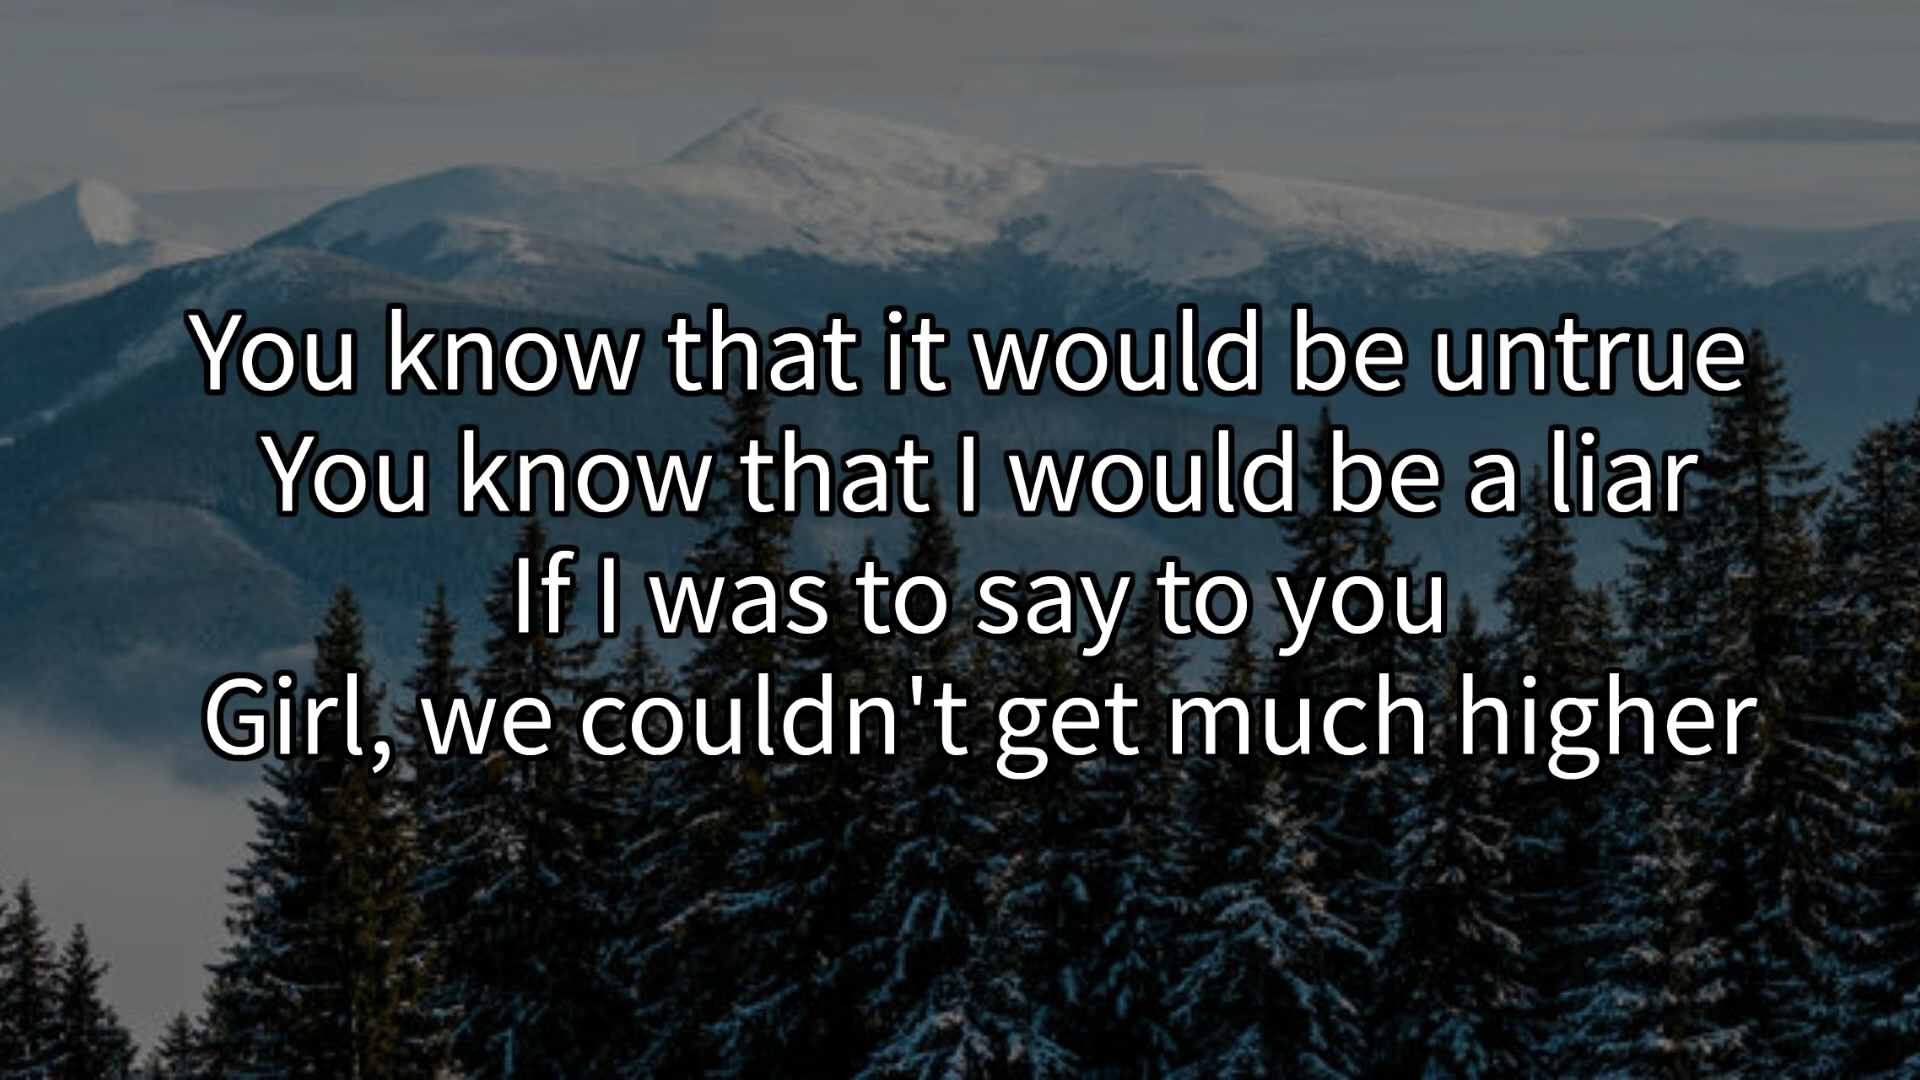 You know that it would be untrue
You know that I would be a liar
If I was to say to you
Girl, we couldn't get much higher